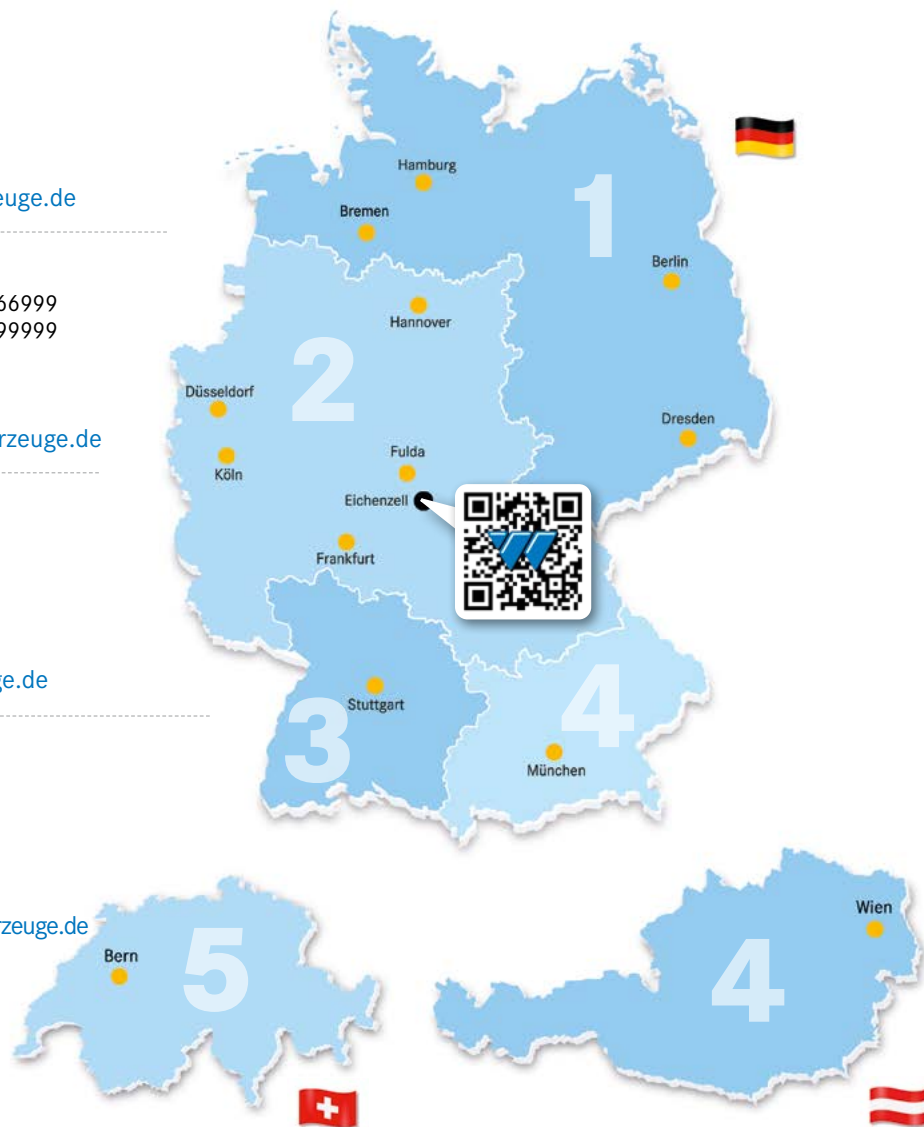 euge.de
66999
99999
rzeuge.de
ge.de
rzeuge.de
Hamburg
Bremen
1
Berlin
Hannover
2
Düsseldorf
Dresden
Köln
Fulda
Eichenzell
Frankfurt
Stuttgart
3
4
München
Bern
5
Wien
4